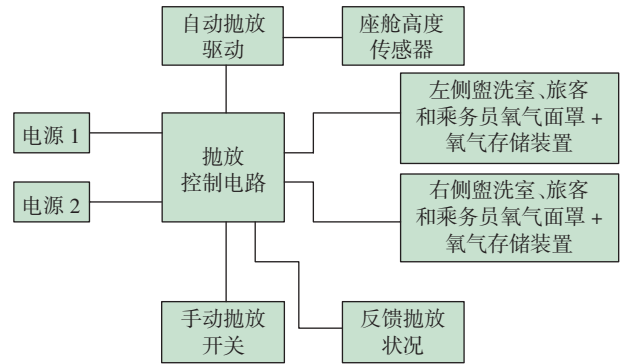 自动抛放
驱动
座舱高度
传感器
左侧盥洗室、旅客
和乘务员氧气面罩 +
氧气存储装置
电源 1
抛放
控制电路
电源 2
右侧盥洗室、旅客
和乘务员氧气面罩 +
氧气存储装置
手动抛放
开关
反馈抛放
状况